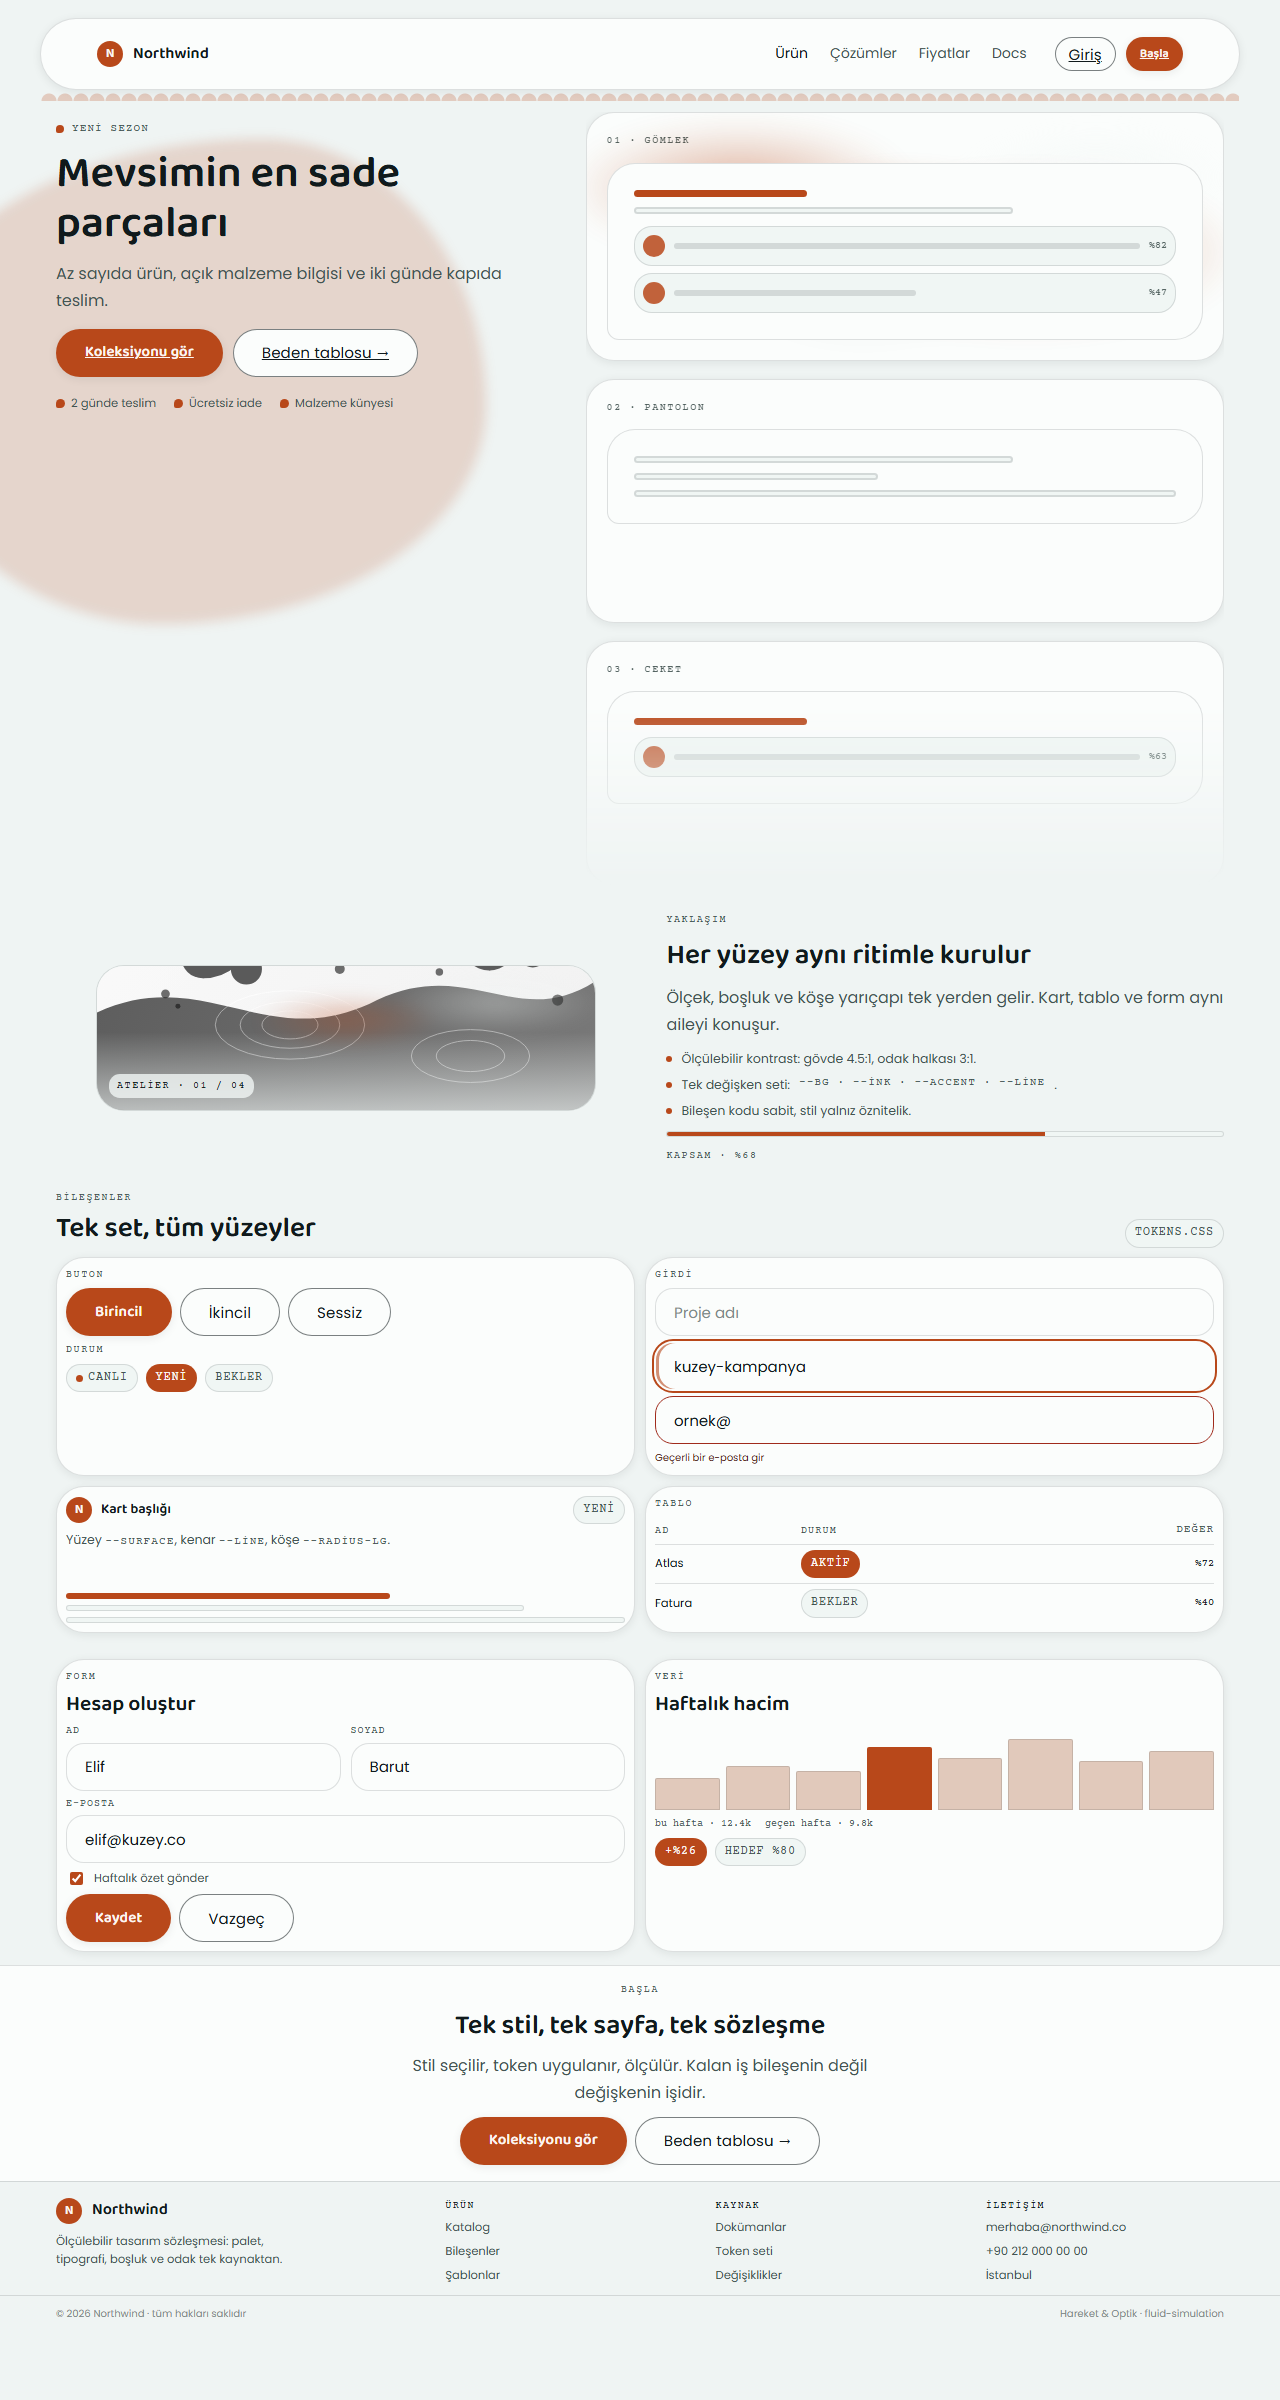 N Northwind
Ürün Çözümler Fiyatlar Docs Giriş Başla
YENİ SEZON
Mevsimin en sade
parçaları
Az sayıda ürün, açık malzeme bilgisi ve iki günde kapıda
teslim.
Koleksiyonu gör Beden tablosu →
2 günde teslim Ücretsiz iade Malzeme künyesi
01 · GÖMLEK
%82
%47
02 · PANTOLON
03 · CEKET
%63
ATELİER · 01 / 04
YAKLAŞIM
Her yüzey aynı ritimle kurulur
Ölçek, boşluk ve köşe yarıçapı tek yerden gelir. Kart, tablo ve form aynı
aileyi konuşur.
Ölçülebilir kontrast: gövde 4.5:1, odak halkası 3:1.
Tek değişken seti: --BG · --İNK · --ACCENT · --LİNE .
Bileşen kodu sabit, stil yalnız öznitelik.
KAPSAM · %68
BİLEŞENLER
Tek set, tüm yüzeyler
TOKENS.CSS
BUTON
Birincil İkincil Sessiz
DURUM
CANLI YENİ BEKLER
GİRDİ
Proje adı
kuzey-kampanya
ornek@
Geçerli bir e-posta gir
N Kart başlığı YENİ
Yüzey --SURFACE, kenar --LİNE, köşe --RADİUS-LG.
TABLO
AD DURUM DEĞER
Atlas AKTİF %72
Fatura BEKLER %40
FORM
Hesap oluştur
AD SOYAD
Elif Barut
E-POSTA
elif@kuzey.co
Haftalık özet gönder
Kaydet Vazgeç
VERİ
Haftalık hacim
bu hafta · 12.4k geçen hafta · 9.8k
+%26 HEDEF %80
BAŞLA
Tek stil, tek sayfa, tek sözleşme
Stil seçilir, token uygulanır, ölçülür. Kalan iş bileşenin değil
değişkenin işidir.
Koleksiyonu gör Beden tablosu →
N Northwind
Ölçülebilir tasarım sözleşmesi: palet,
tipografi, boşluk ve odak tek kaynaktan.
ÜRÜN
Katalog
Bileşenler
Şablonlar
KAYNAK
Dokümanlar
Token seti
Değişiklikler
İLETİŞİM
merhaba@northwind.co
+90 212 000 00 00
İstanbul
© 2026 Northwind · tüm hakları saklıdır
Hareket &amp; Optik · fluid-simulation